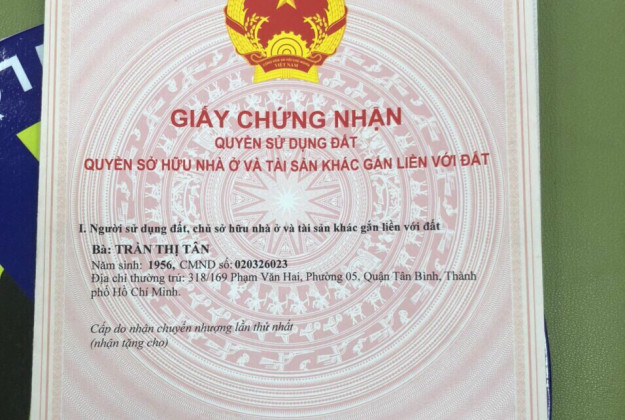 GIẤY CHỨNG NHẬN
QUYỀN SỬ DỤNG ĐẤT
QUYỀN SỞ HỮU NHÀ Ở VÀ TÀI SẢN KHÁC GẮN LIỀN VỚI ĐẤT
I. Người sử dụng đất, chủ sở hữu nhà ở và tài sản khác gắn liền với đất
Bà: TRẦN THỊ TÂN
Năm sinh: 1956, CMND số: 020326023
Địa chỉ thường trú: 318/169 Phạm Văn Hai, Phường 05, Quận Tân Bình, Thành
phố Hồ Chí Minh.
Cấp do nhận chuyển nhượng lần thứ nhất
(nhận tặng cho)